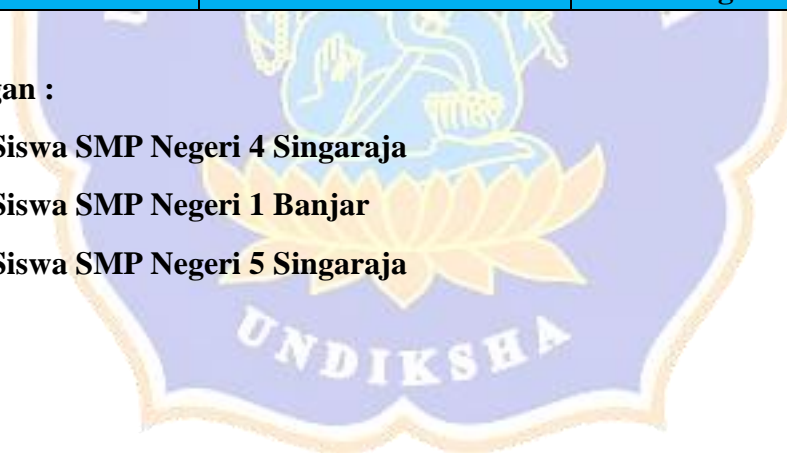 gan :
Siswa SMP Negeri 4 Singaraja
Siswa SMP Negeri 1 Banjar
Siswa SMP Negeri 5 Singaraja
UNDIKSHA